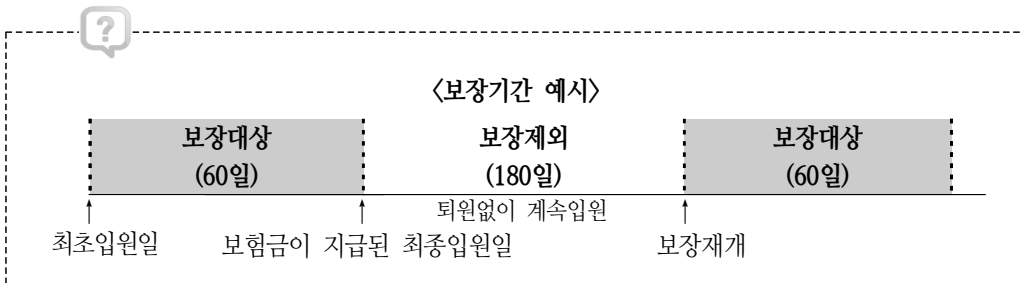 ?
<보장기간 예시>
보장대상 보장제외 보장대상
(60일) (180일) (60일)
퇴원없이 계속입원
최초입원일 보험금이 지급된 최종입원일 보장재개